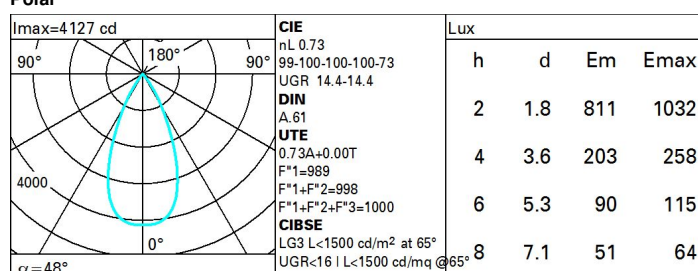 Polar
Imax=4127 cd
90° 180° 90°
4000
0°
α=48°
CIE
nL 0.73
99-100-100-100-73
UGR 14.4-14.4
DIN
A.61
UTE
0.73A+0.00T
F"1=989
F"1+F"2=998
F"1+F"2+F"3=1000
CIBSE
LG3 L<1500 cd/m² at 65°
UGR<16 | L<1500 cd/mq @65°
Lux
h d Em Emax
2 1.8 811 1032
4 3.6 203 258
6 5.3 90 115
8 7.1 51 64